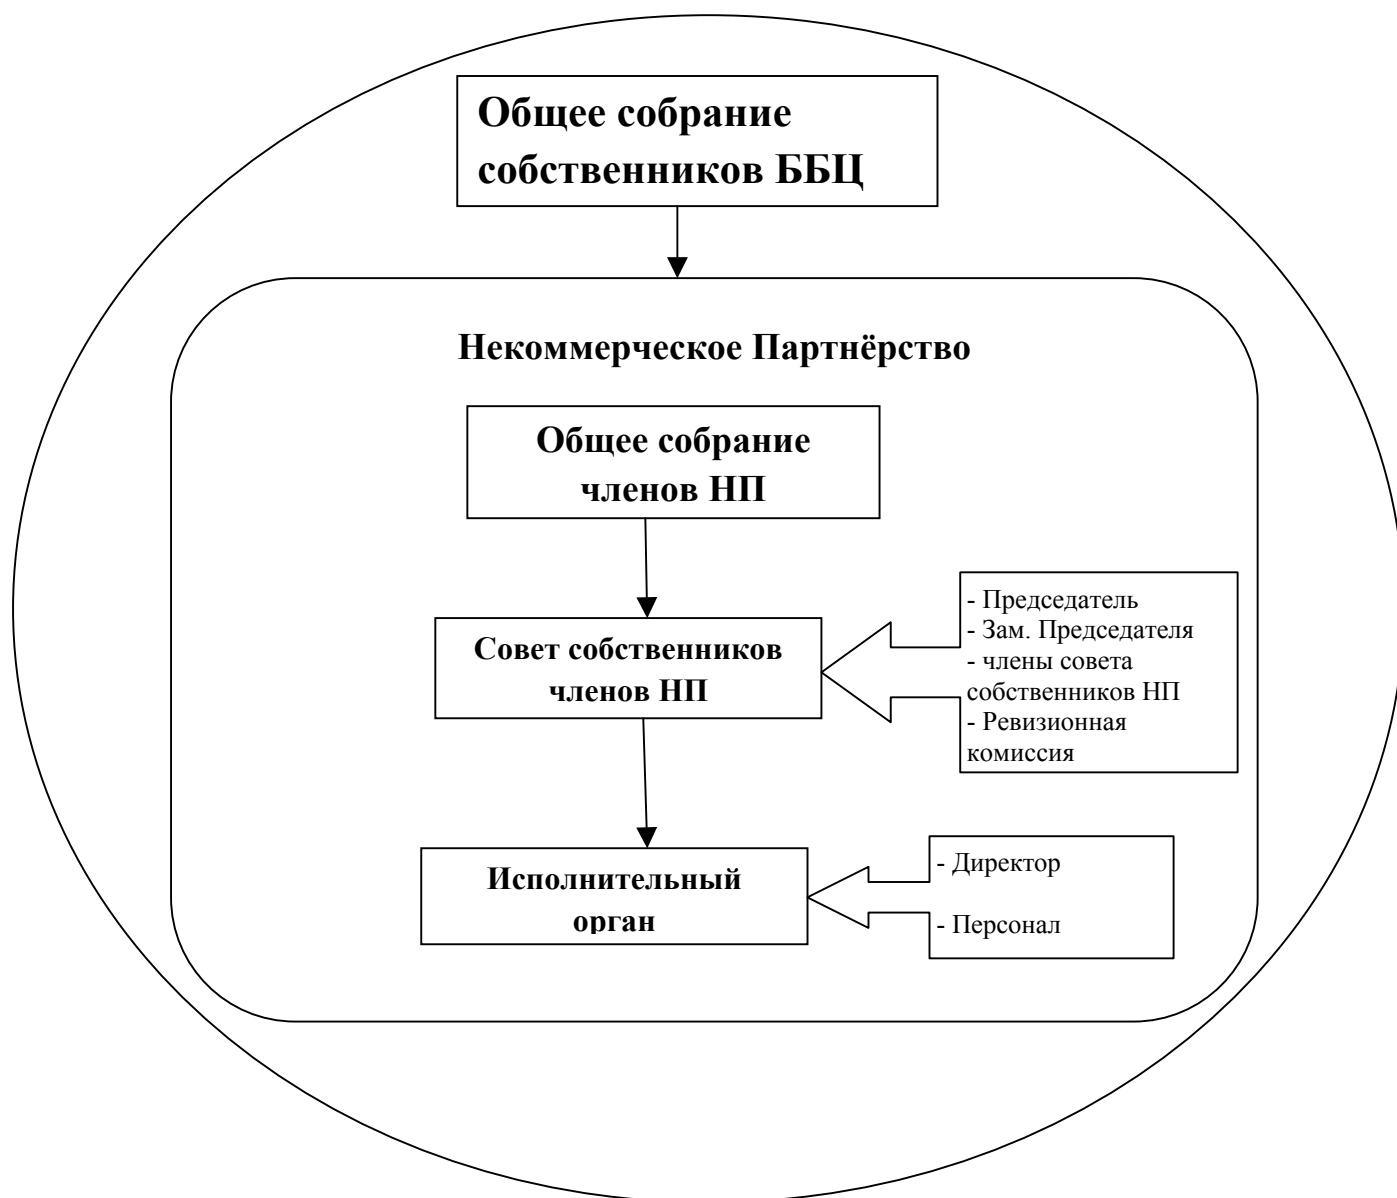 Общее собрание
собственников ББЦ
Некоммерческое Партнёрство
Общее собрание
членов НП
Совет собственников
членов НП
- Председатель
- Зам. Председателя
- члены совета
собственников НП
- Ревизионная
комиссия
Исполнительный
орган
- Директор
- Персонал